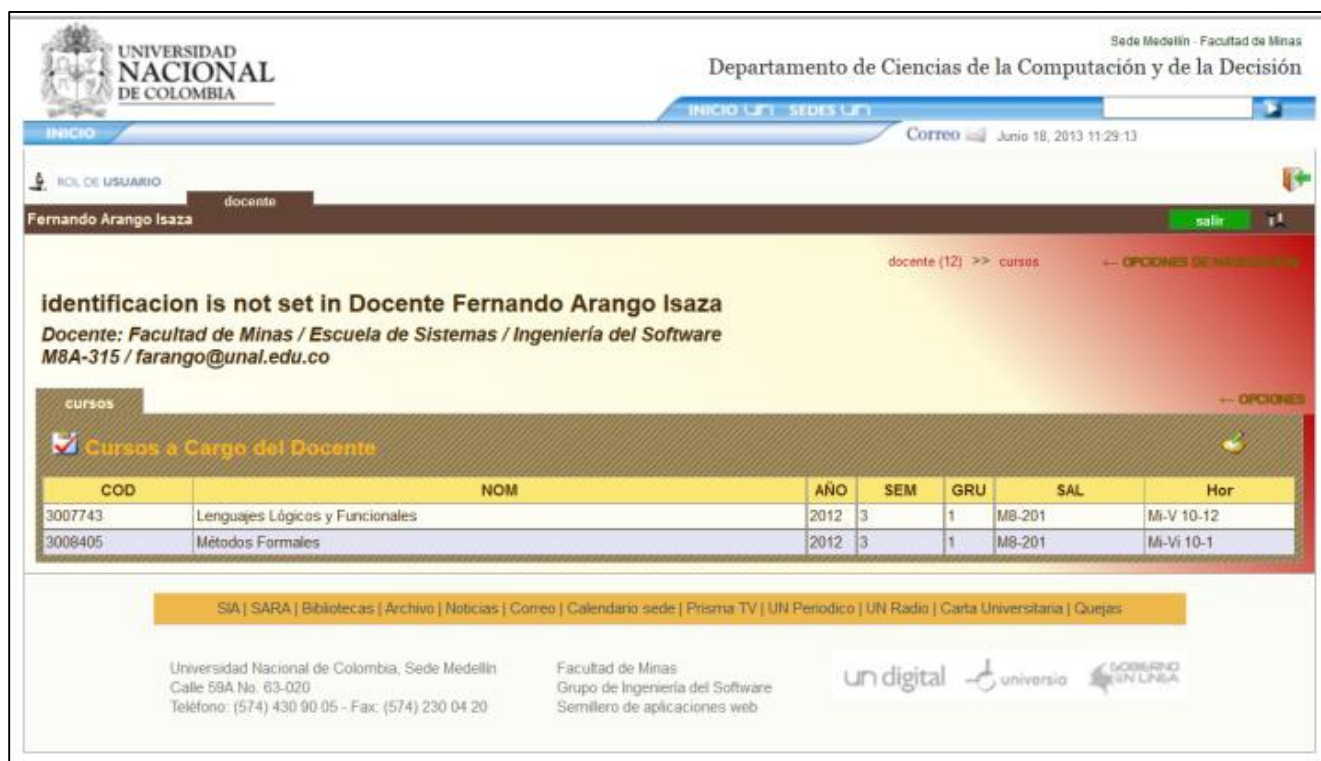 UNIVERSIDAD
NACIONAL
DE COLOMBIA
Sede Medellín - Facultad de Minas
Departamento de Ciencias de la Computación y de la Decisión
INICIO UN SEDES UN
INICIO
Correo Junio 18, 2013 11:29:13
ROL DE USUARIO
docente
Fernando Arango Isaza
salir
docente (12) >> cursos
← OPCIONES DE
identificacion is not set in Docente Fernando Arango Isaza
Docente: Facultad de Minas / Escuela de Sistemas / Ingeniería del Software
M8A-315 / farango@unal.edu.co
cursos
← OPCIONES
Cursos a Cargo del Docente
COD NOM AÑO SEM GRU SAL Hor
3007743 Lenguajes Lógicos y Funcionales 2012 3 1 M8-201 Mi-V 10-12
3008405 Métodos Formales 2012 3 1 M8-201 Mi-Vi 10-1
SIA | SARA | Bibliotecas | Archivo | Noticias | Correo | Calendario sede | Prisma TV | UN Periodico | UN Radio | Carta Universitaria | Quejas
Universidad Nacional de Colombia, Sede Medellín
Calle 59A No. 63-020
Teléfono: (574) 430 90 05 - Fax: (574) 230 04 20
Facultad de Minas
Grupo de Ingeniería del Software
Semillero de aplicaciones web
un digital
universia
GOBIERNO
EN LÍNEA